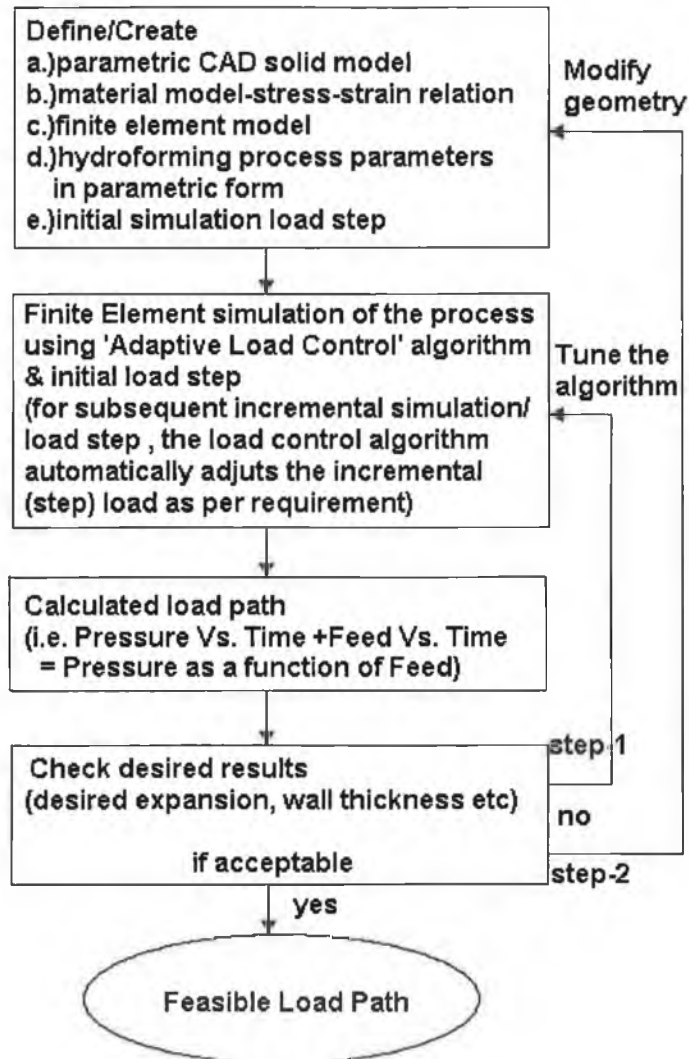 Define/Create
a.)parametric CAD solid model
b.)material model-stress-strain relation
c.)finite element model
d.)hydroforming process parameters
in parametric form
e.)initial simulation load step
Modify
geometry
Finite Element simulation of the process
using 'Adaptive Load Control' algorithm
& initial load step
(for subsequent incremental simulation/
load step , the load control algorithm
automatically adjuts the incremental
(step) load as per requirement)
Tune the
algorithm
Calculated load path
(i.e. Pressure Vs. Time +Feed Vs. Time
= Pressure as a function of Feed)
Check desired results
(desired expansion, wall thickness etc)
if acceptable
step-1
no
step-2
yes
Feasible Load Path